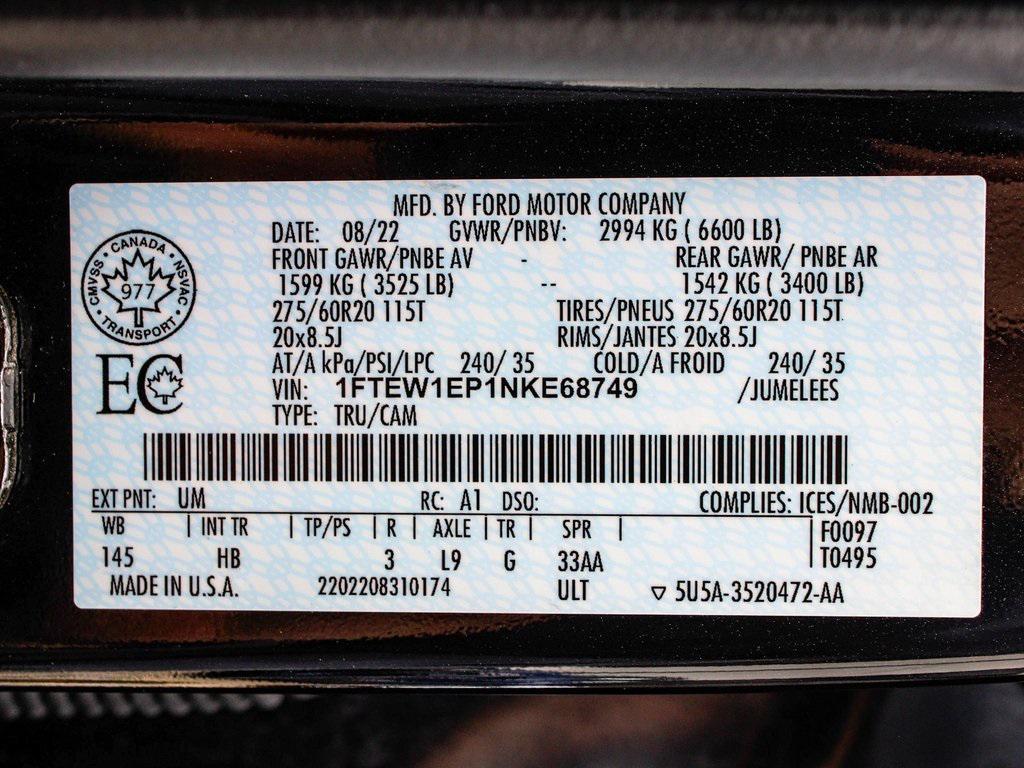 MFD. BY FORD MOTOR COMPANY
DATE: 08/22 GVWR/PNBV: 2994 KG ( 6600 LB)
FRONT GAWR/PNBE AV - REAR GAWR/ PNBE AR
1599 KG ( 3525 LB) -- 1542 KG ( 3400 LB)
275/60R20 115T TIRES/PNEUS 275/60R20 115T
20x8.5J RIMS/JANTES 20x8.5J
AT/A kPa/PSI/LPC 240/ 35 COLD/A FROID 240/ 35
VIN: 1FTEW1EP1NKE68749 /JUMELEES
TYPE: TRU/CAM
CANADA • NSVAC • TRANSPORT • CMVSS •
977
EC
EXT PNT: UM RC: A1 DSO: COMPLIES: ICES/NMB-002
WB | INT TR | TP/PS | R | AXLE | TR | SPR | F0097
145 HB 3 L9 G 33AA T0495
MADE IN U.S.A. 2202208310174 ULT ▽ 5U5A-3520472-AA